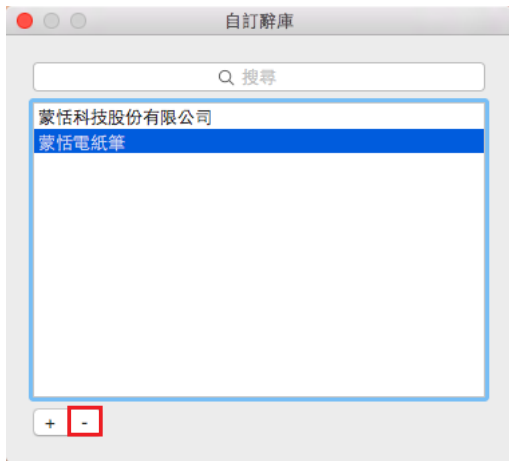 自訂辭庫
搜尋
蒙恬科技股份有限公司
蒙恬電紙筆
+ -